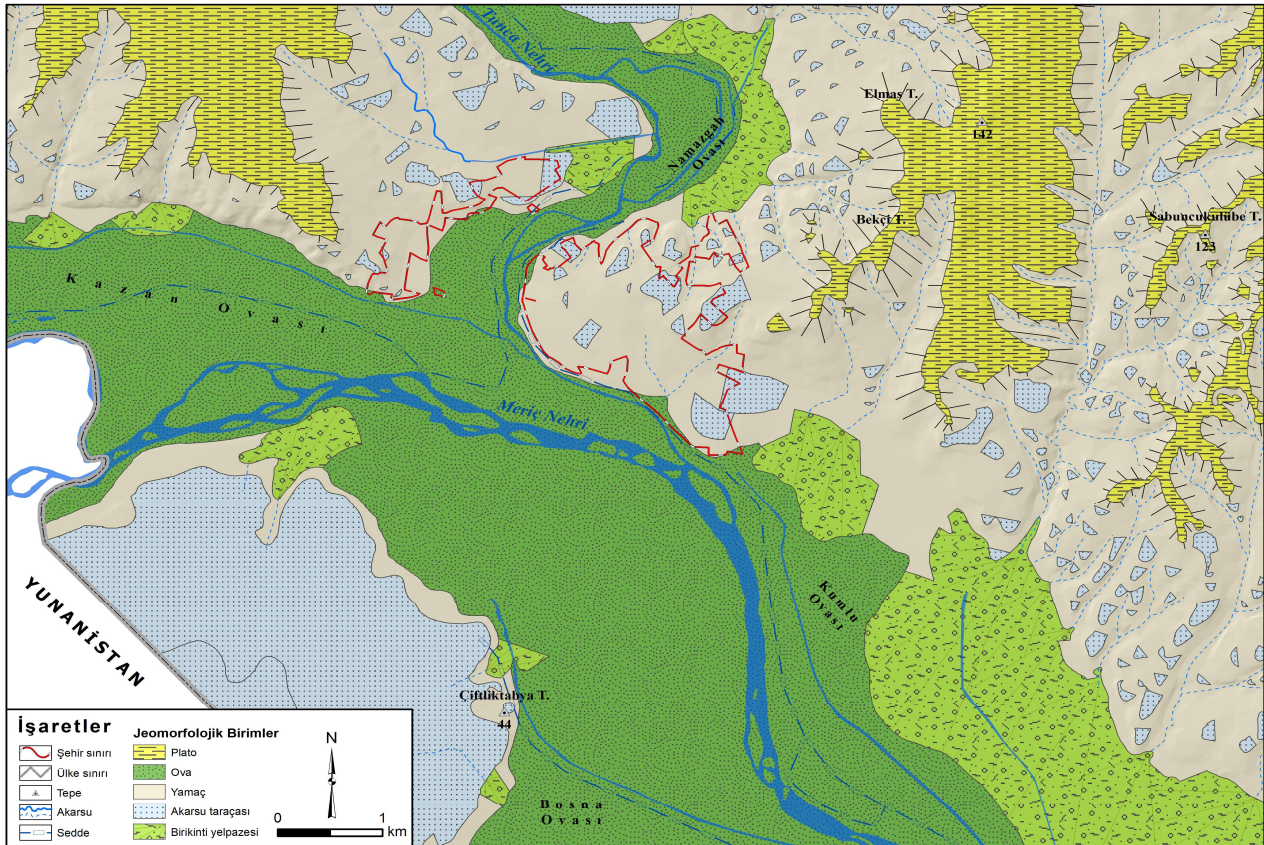 Tunca Nehri
Elmas T.
142
Namazgah
Ovası
Bekçi T.
Sabuncukulübe T.
123
Kazan Ovası
Meriç Nehri
Kumlu
Ovası
YUNANİSTAN
Çiftliktabya T.
44
Bosna
Ovası
İşaretler
Şehir sınırı
Ülke sınırı
Tepe
Akarsu
Sedde
Jeomorfolojik Birimler
Plato
Ova
Yamaç
Akarsu taraçası
Birikinti yelpazesi
N
0 1
km